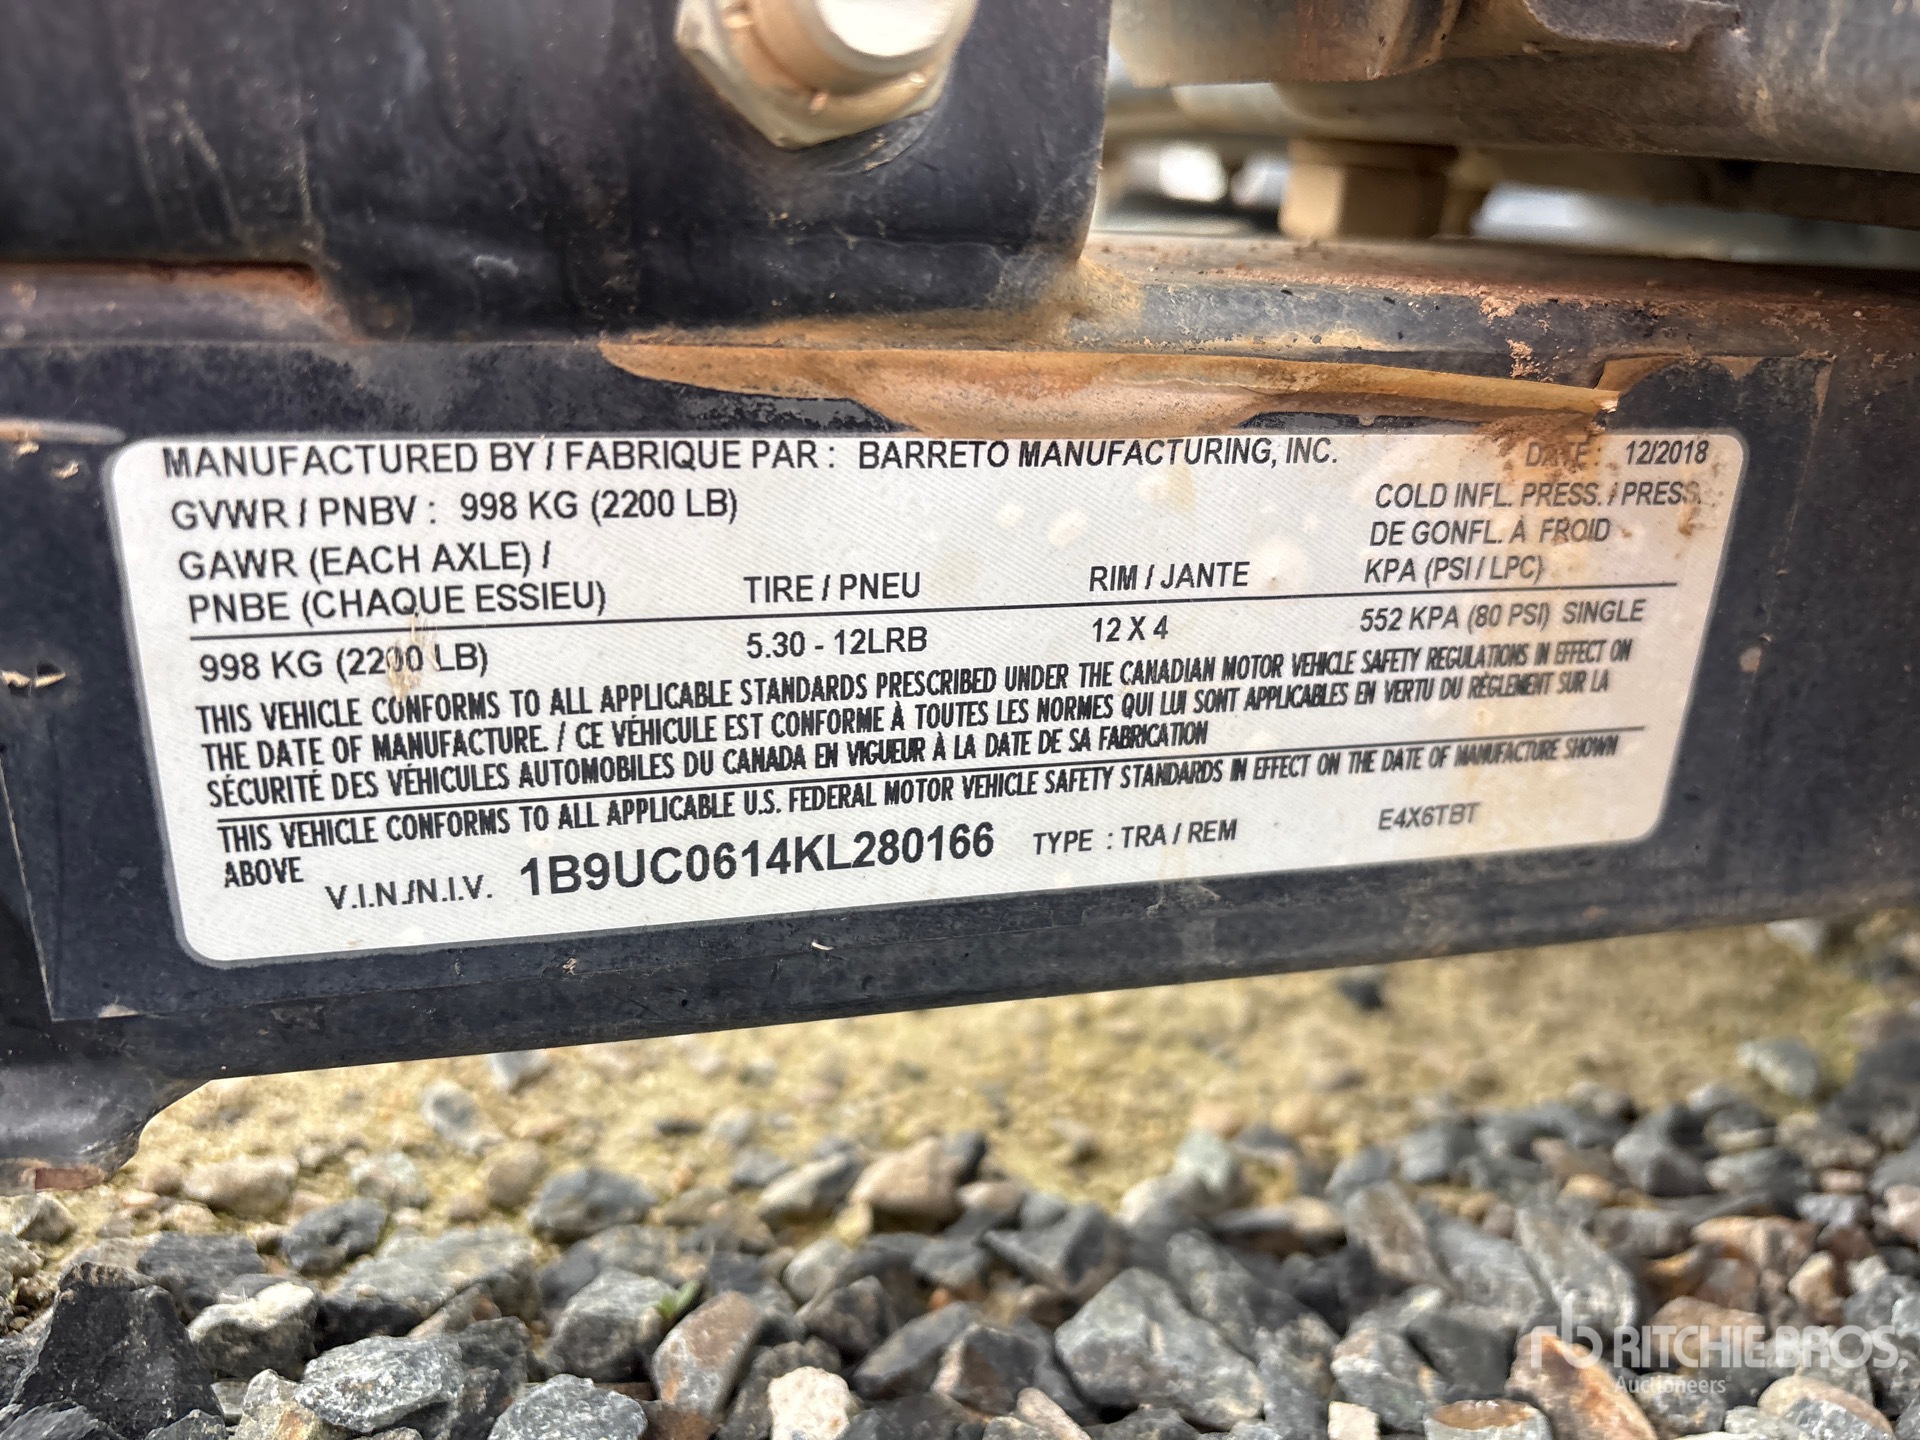 MANUFACTURED BY / FABRIQUE PAR : BARRETO MANUFACTURING, INC. DATE : 12/2018
GVWR / PNBV : 998 KG (2200 LB)
COLD INFL. PRESS. / PRESS.
DE GONFL. À FROID
KPA (PSI / LPC)
GAWR (EACH AXLE) /
PNBE (CHAQUE ESSIEU) TIRE / PNEU RIM / JANTE
998 KG (2200 LB) 5.30 - 12LRB 12 X 4 552 KPA (80 PSI) SINGLE
THIS VEHICLE CONFORMS TO ALL APPLICABLE STANDARDS PRESCRIBED UNDER THE CANADIAN MOTOR VEHICLE SAFETY REGULATIONS IN EFFECT ON
THE DATE OF MANUFACTURE. / CE VÉHICULE EST CONFORME À TOUTES LES NORMES QUI LUI SONT APPLICABLES EN VERTU DU RÈGLEMENT SUR LA
SÉCURITÉ DES VÉHICULES AUTOMOBILES DU CANADA EN VIGUEUR À LA DATE DE SA FABRICATION
THIS VEHICLE CONFORMS TO ALL APPLICABLE U.S. FEDERAL MOTOR VEHICLE SAFETY STANDARDS IN EFFECT ON THE DATE OF MANUFACTURE SHOWN
ABOVE
V.I.N./N.I.V. 1B9UC0614KL280166 TYPE : TRA / REM E4X6TBT
rb RITCHIE BROS.
Auctioneers